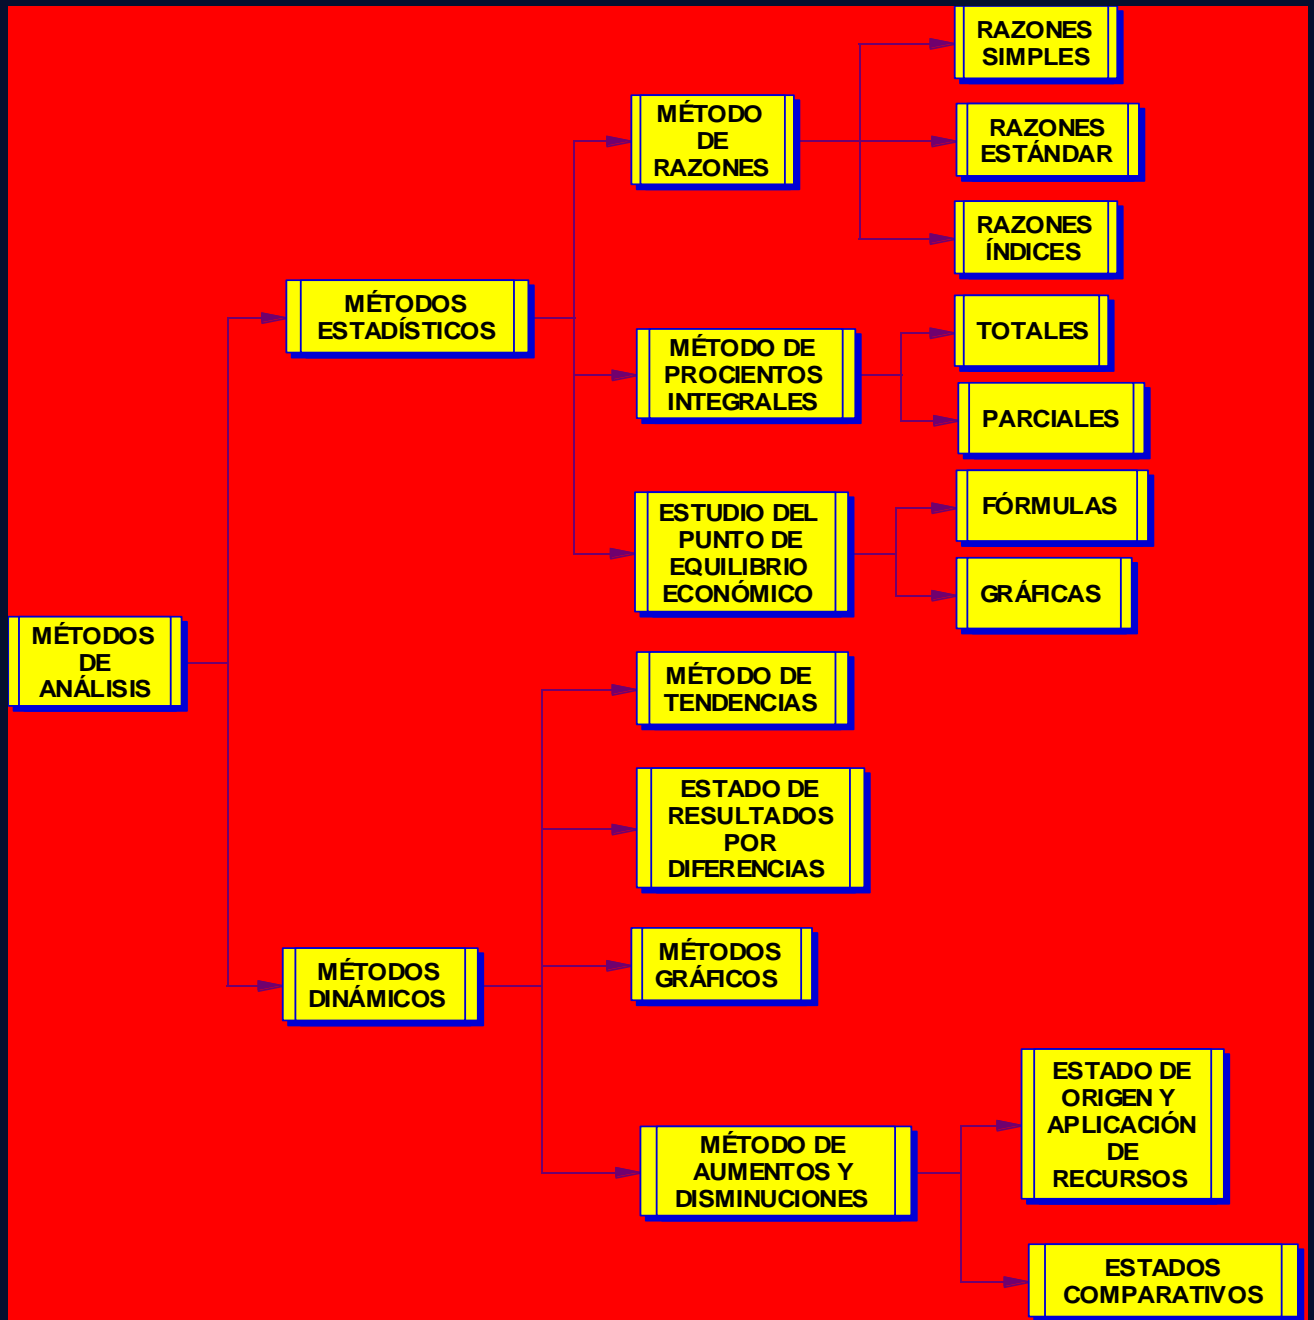 RAZONES
SIMPLES
MÉTODO
DE
RAZONES
RAZONES
ESTÁNDAR
RAZONES
ÍNDICES
MÉTODOS
ESTADÍSTICOS
MÉTODO DE
PROCIENTOS
INTEGRALES
TOTALES
PARCIALES
ESTUDIO DEL
PUNTO DE
EQUILIBRIO
ECONÓMICO
FÓRMULAS
GRÁFICAS
MÉTODOS
DE
ANÁLISIS
MÉTODO DE
TENDENCIAS
ESTADO DE
RESULTADOS
POR
DIFERENCIAS
MÉTODOS
GRÁFICOS
MÉTODOS
DINÁMICOS
MÉTODO DE
AUMENTOS Y
DISMINUCIONES
ESTADO DE
ORIGEN Y
APLICACIÓN
DE
RECURSOS
ESTADOS
COMPARATIVOS